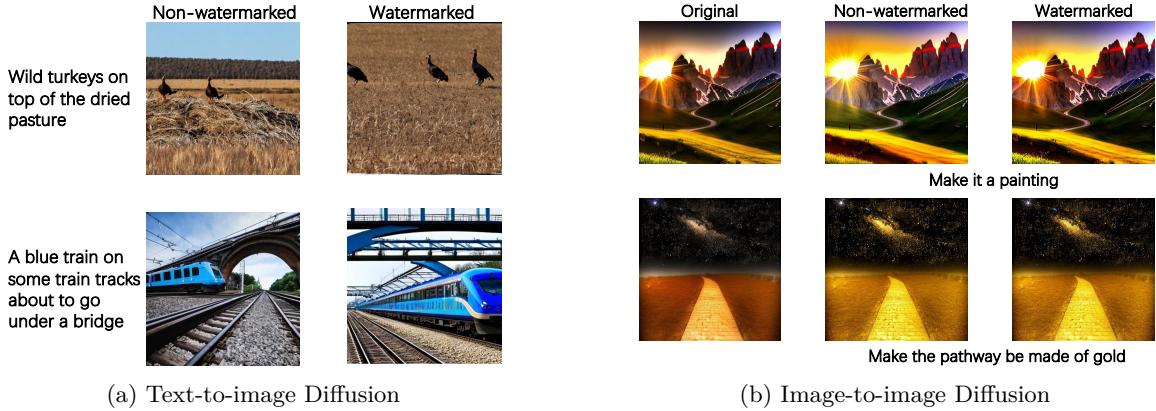 Non-watermarked Watermarked
Wild turkeys on
top of the dried
pasture
A blue train on
some train tracks
about to go
under a bridge
(a) Text-to-image Diffusion
Original Non-watermarked Watermarked
Make it a painting
Make the pathway be made of gold
(b) Image-to-image Diffusion